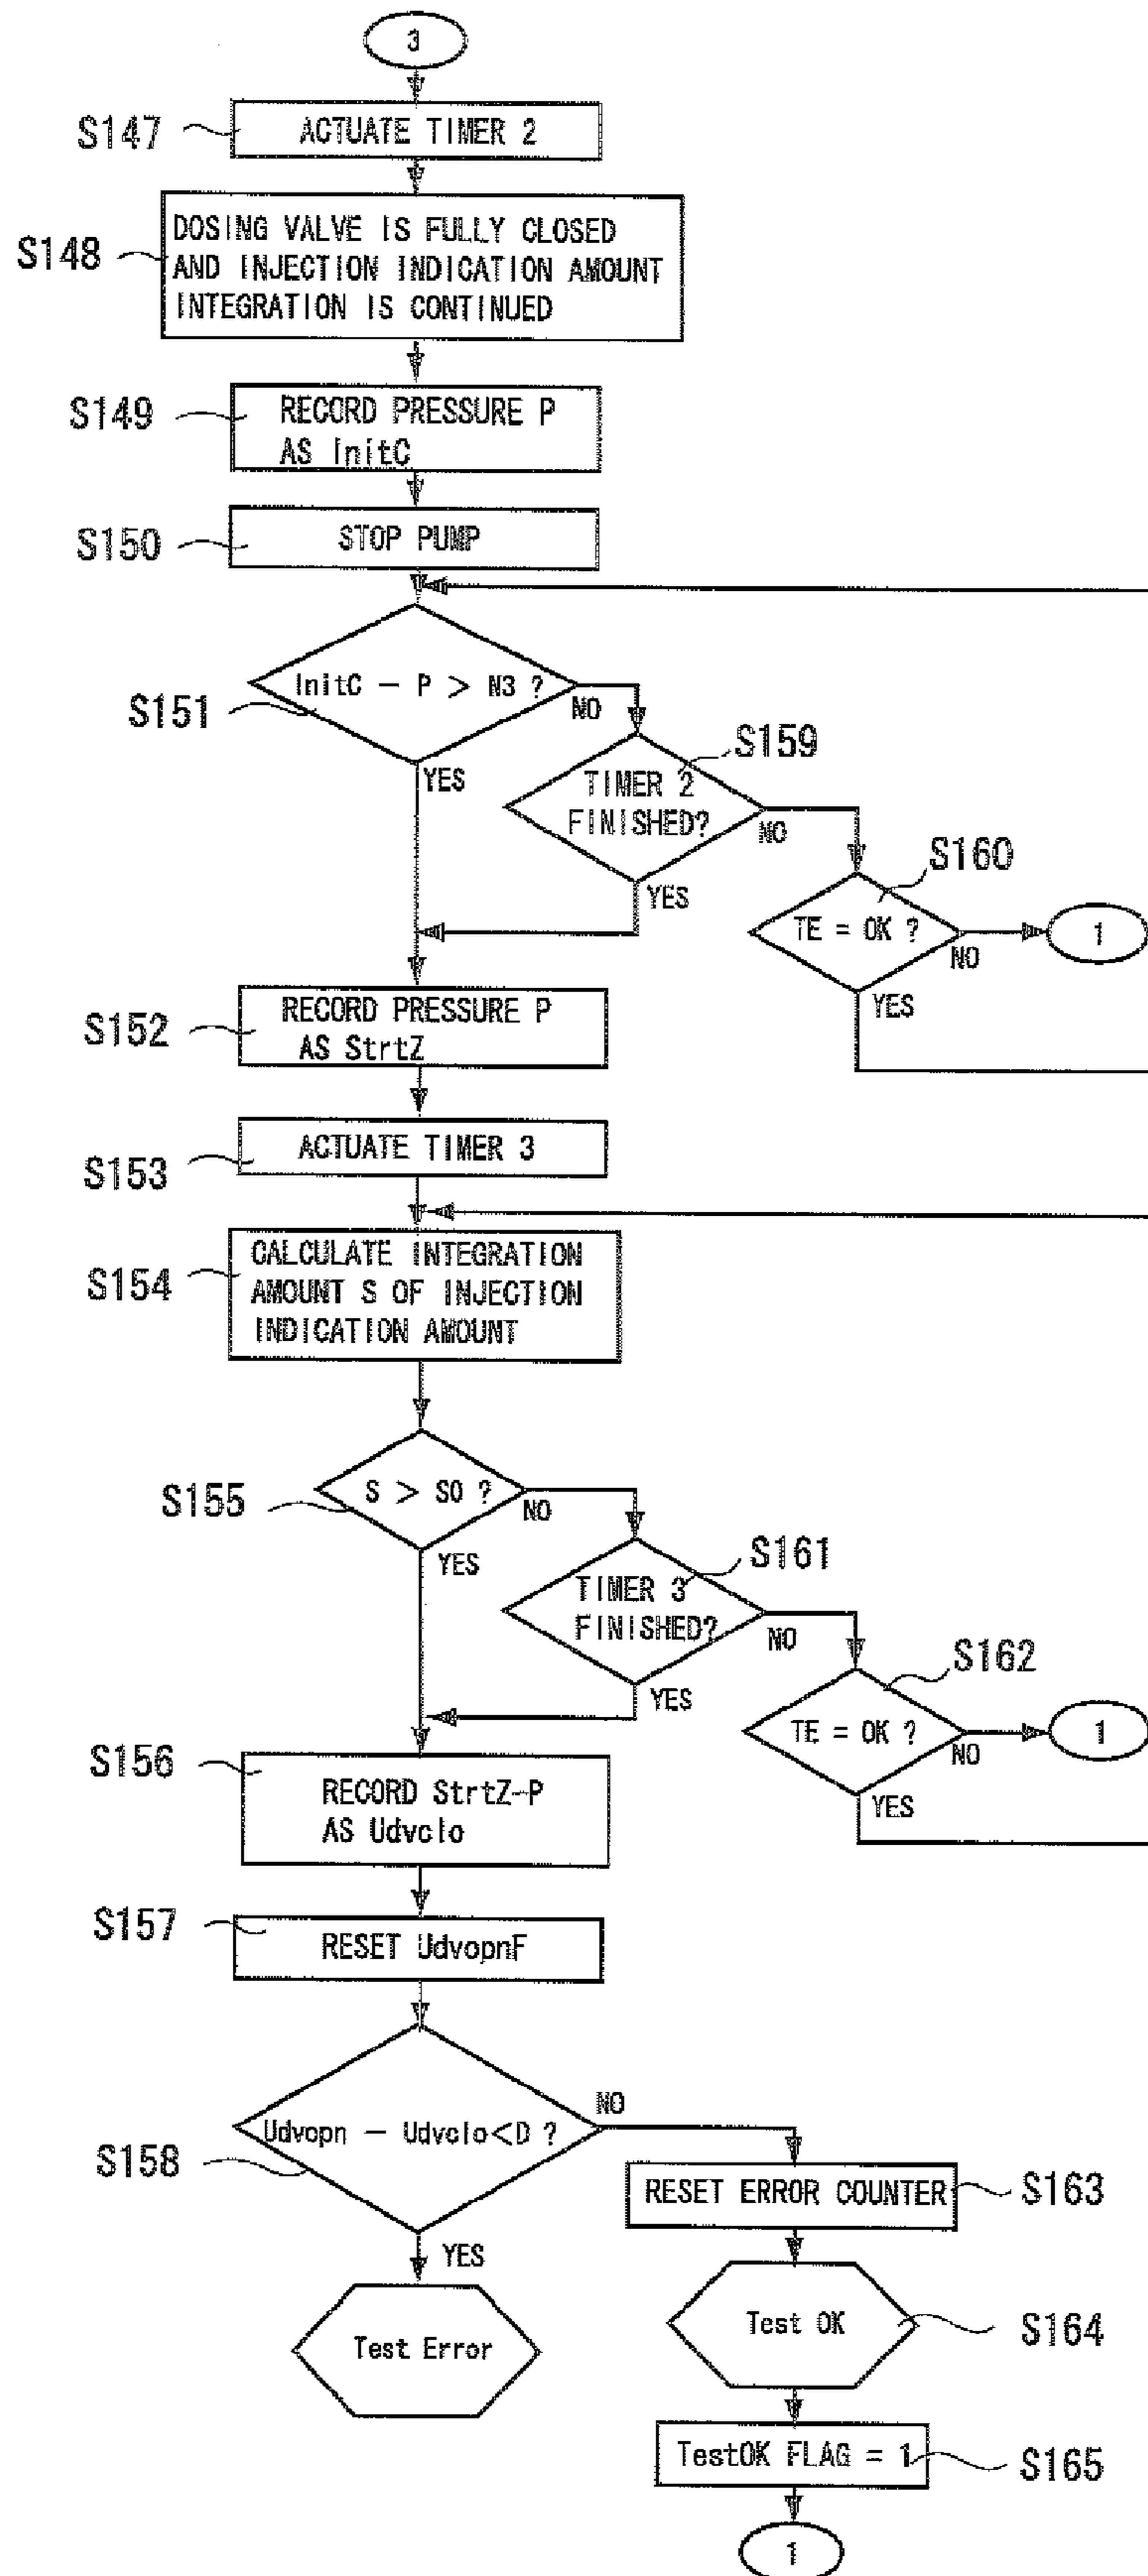 3
S147
ACTUATE TIMER 2
S148
DOSING VALVE IS FULLY CLOSED
AND INJECTION INDICATION AMOUNT
INTEGRATION IS CONTINUED
S149
RECORD PRESSURE P
AS InitC
S150
STOP PUMP
S151
InitC - P > N3 ?
NO
YES
S159
TIMER 2
FINISHED?
NO
YES
S160
TE = OK ?
NO
1
YES
S152
RECORD PRESSURE P
AS StrtZ
S153
ACTUATE TIMER 3
S154
CALCULATE INTEGRATION
AMOUNT S OF INJECTION
INDICATION AMOUNT
S155
S > S0 ?
NO
YES
S161
TIMER 3
FINISHED?
NO
YES
S162
TE = OK ?
NO
1
YES
S156
RECORD StrtZ-P
AS Udvclo
S157
RESET UdvopnF
S158
Udvopn - Udvclo<D ?
NO
YES
Test Error
RESET ERROR COUNTER
S163
Test OK
S164
TestOK FLAG = 1
S165
1